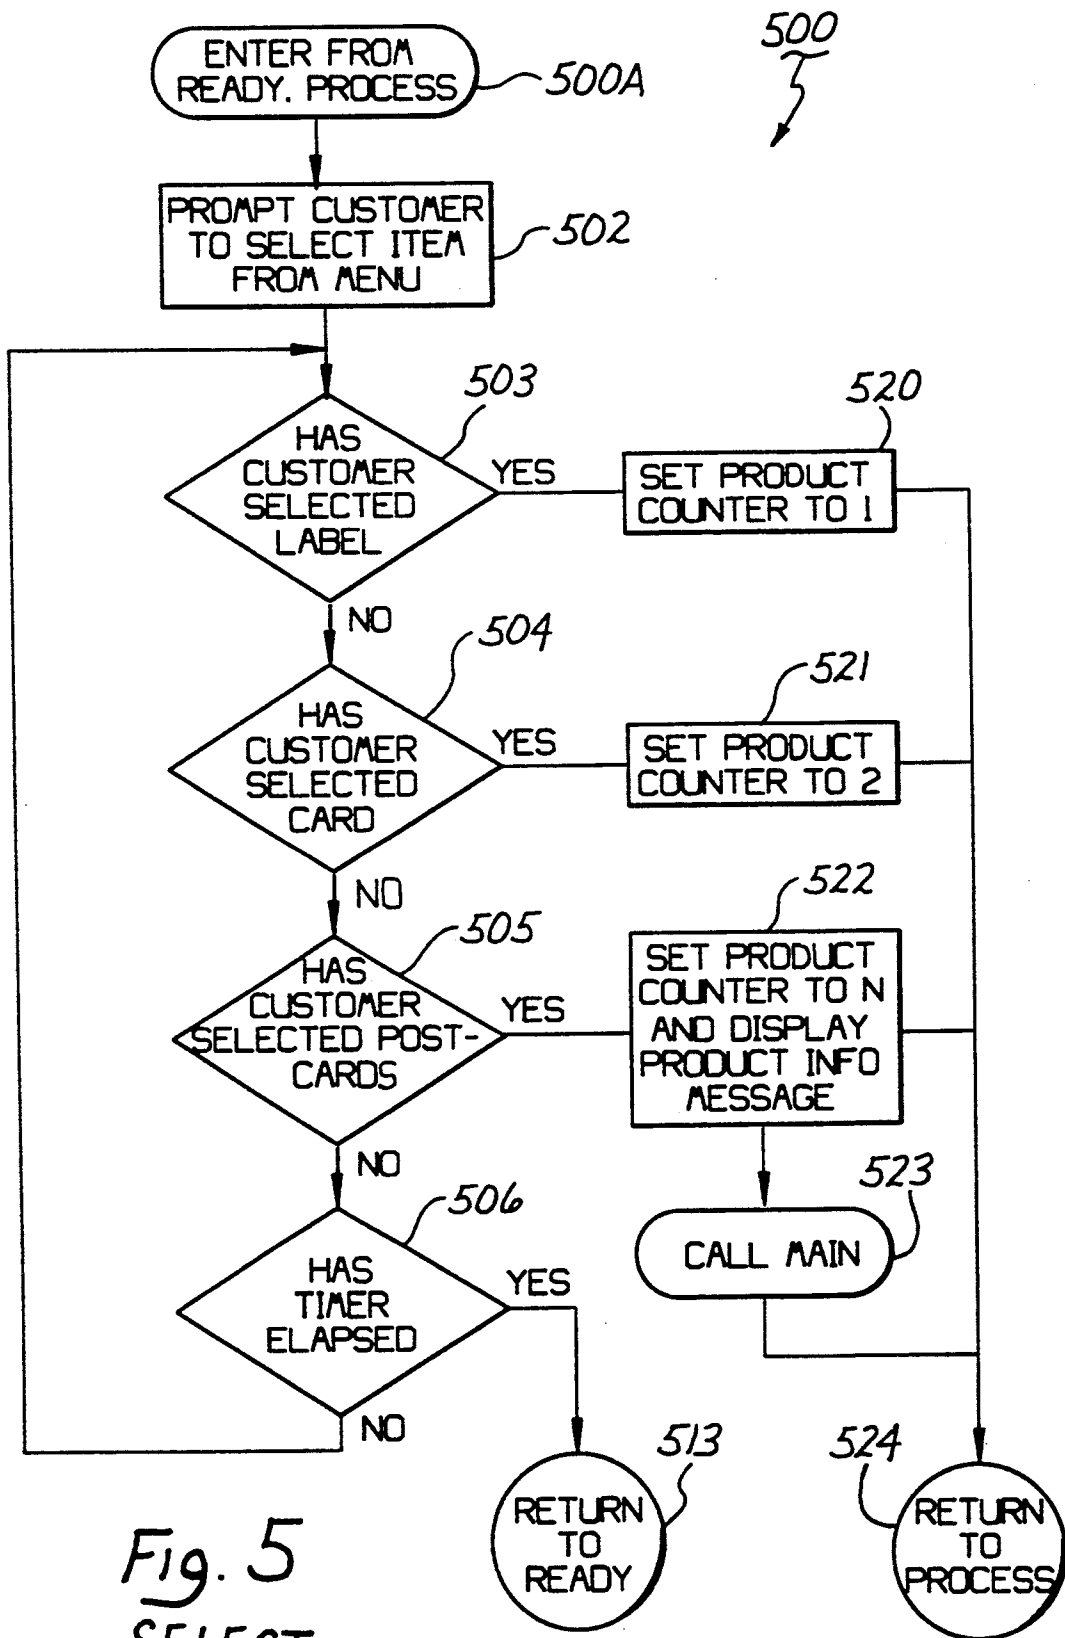 500
ENTER FROM
READY. PROCESS
500A
PROMPT CUSTOMER
TO SELECT ITEM
FROM MENU
502
503
HAS
CUSTOMER
SELECTED
LABEL
YES
520
SET PRODUCT
COUNTER TO 1
NO
504
HAS
CUSTOMER
SELECTED
CARD
YES
521
SET PRODUCT
COUNTER TO 2
NO
505
HAS
CUSTOMER
SELECTED POST-
CARDS
YES
522
SET PRODUCT
COUNTER TO N
AND DISPLAY
PRODUCT INFO
MESSAGE
NO
523
CALL MAIN
506
HAS
TIMER
ELAPSED
YES
NO
513
RETURN
TO
READY
524
RETURN
TO
PROCESS
Fig. 5
SELECT